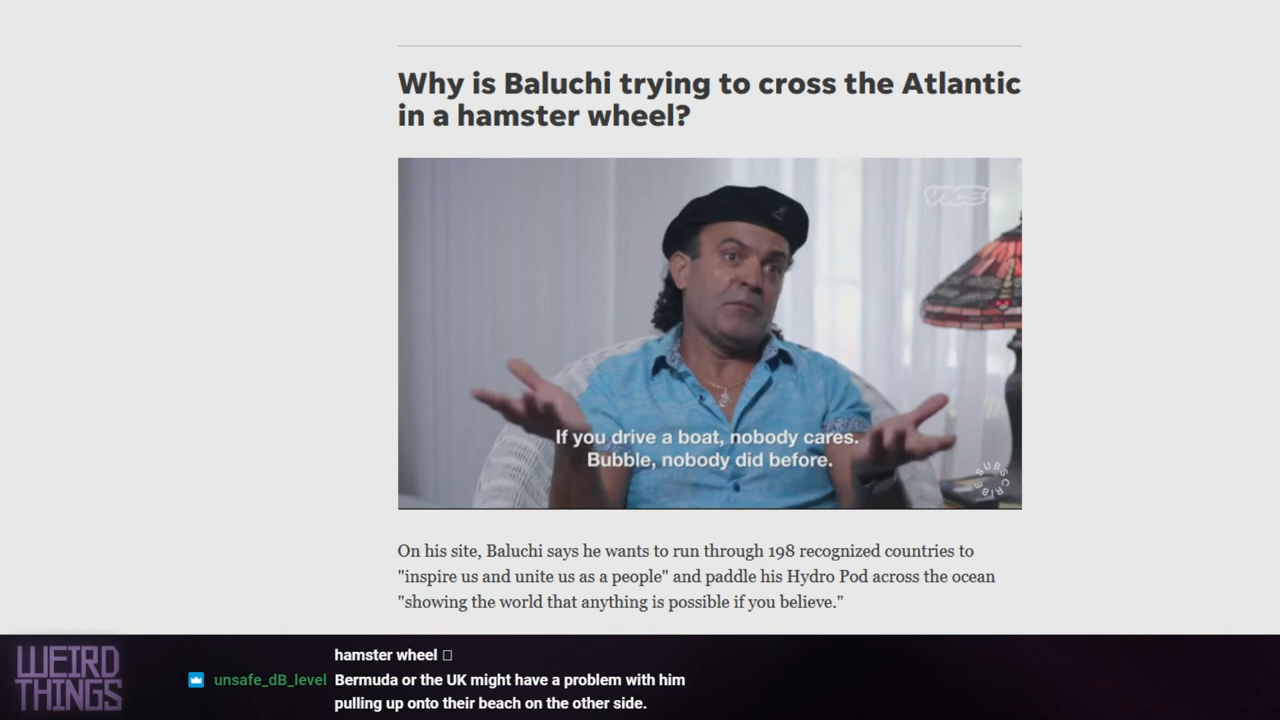 Why is Baluchi trying to cross the Atlantic
in a hamster wheel?
VICE
If you drive a boat, nobody cares.
Bubble, nobody did before.
SUBSCRIBE
On his site, Baluchi says he wants to run through 198 recognized countries to
"inspire us and unite us as a people" and paddle his Hydro Pod across the ocean
"showing the world that anything is possible if you believe."
WEIRD
THINGS
hamster wheel
unsafe_dB_level Bermuda or the UK might have a problem with him
pulling up onto their beach on the other side.